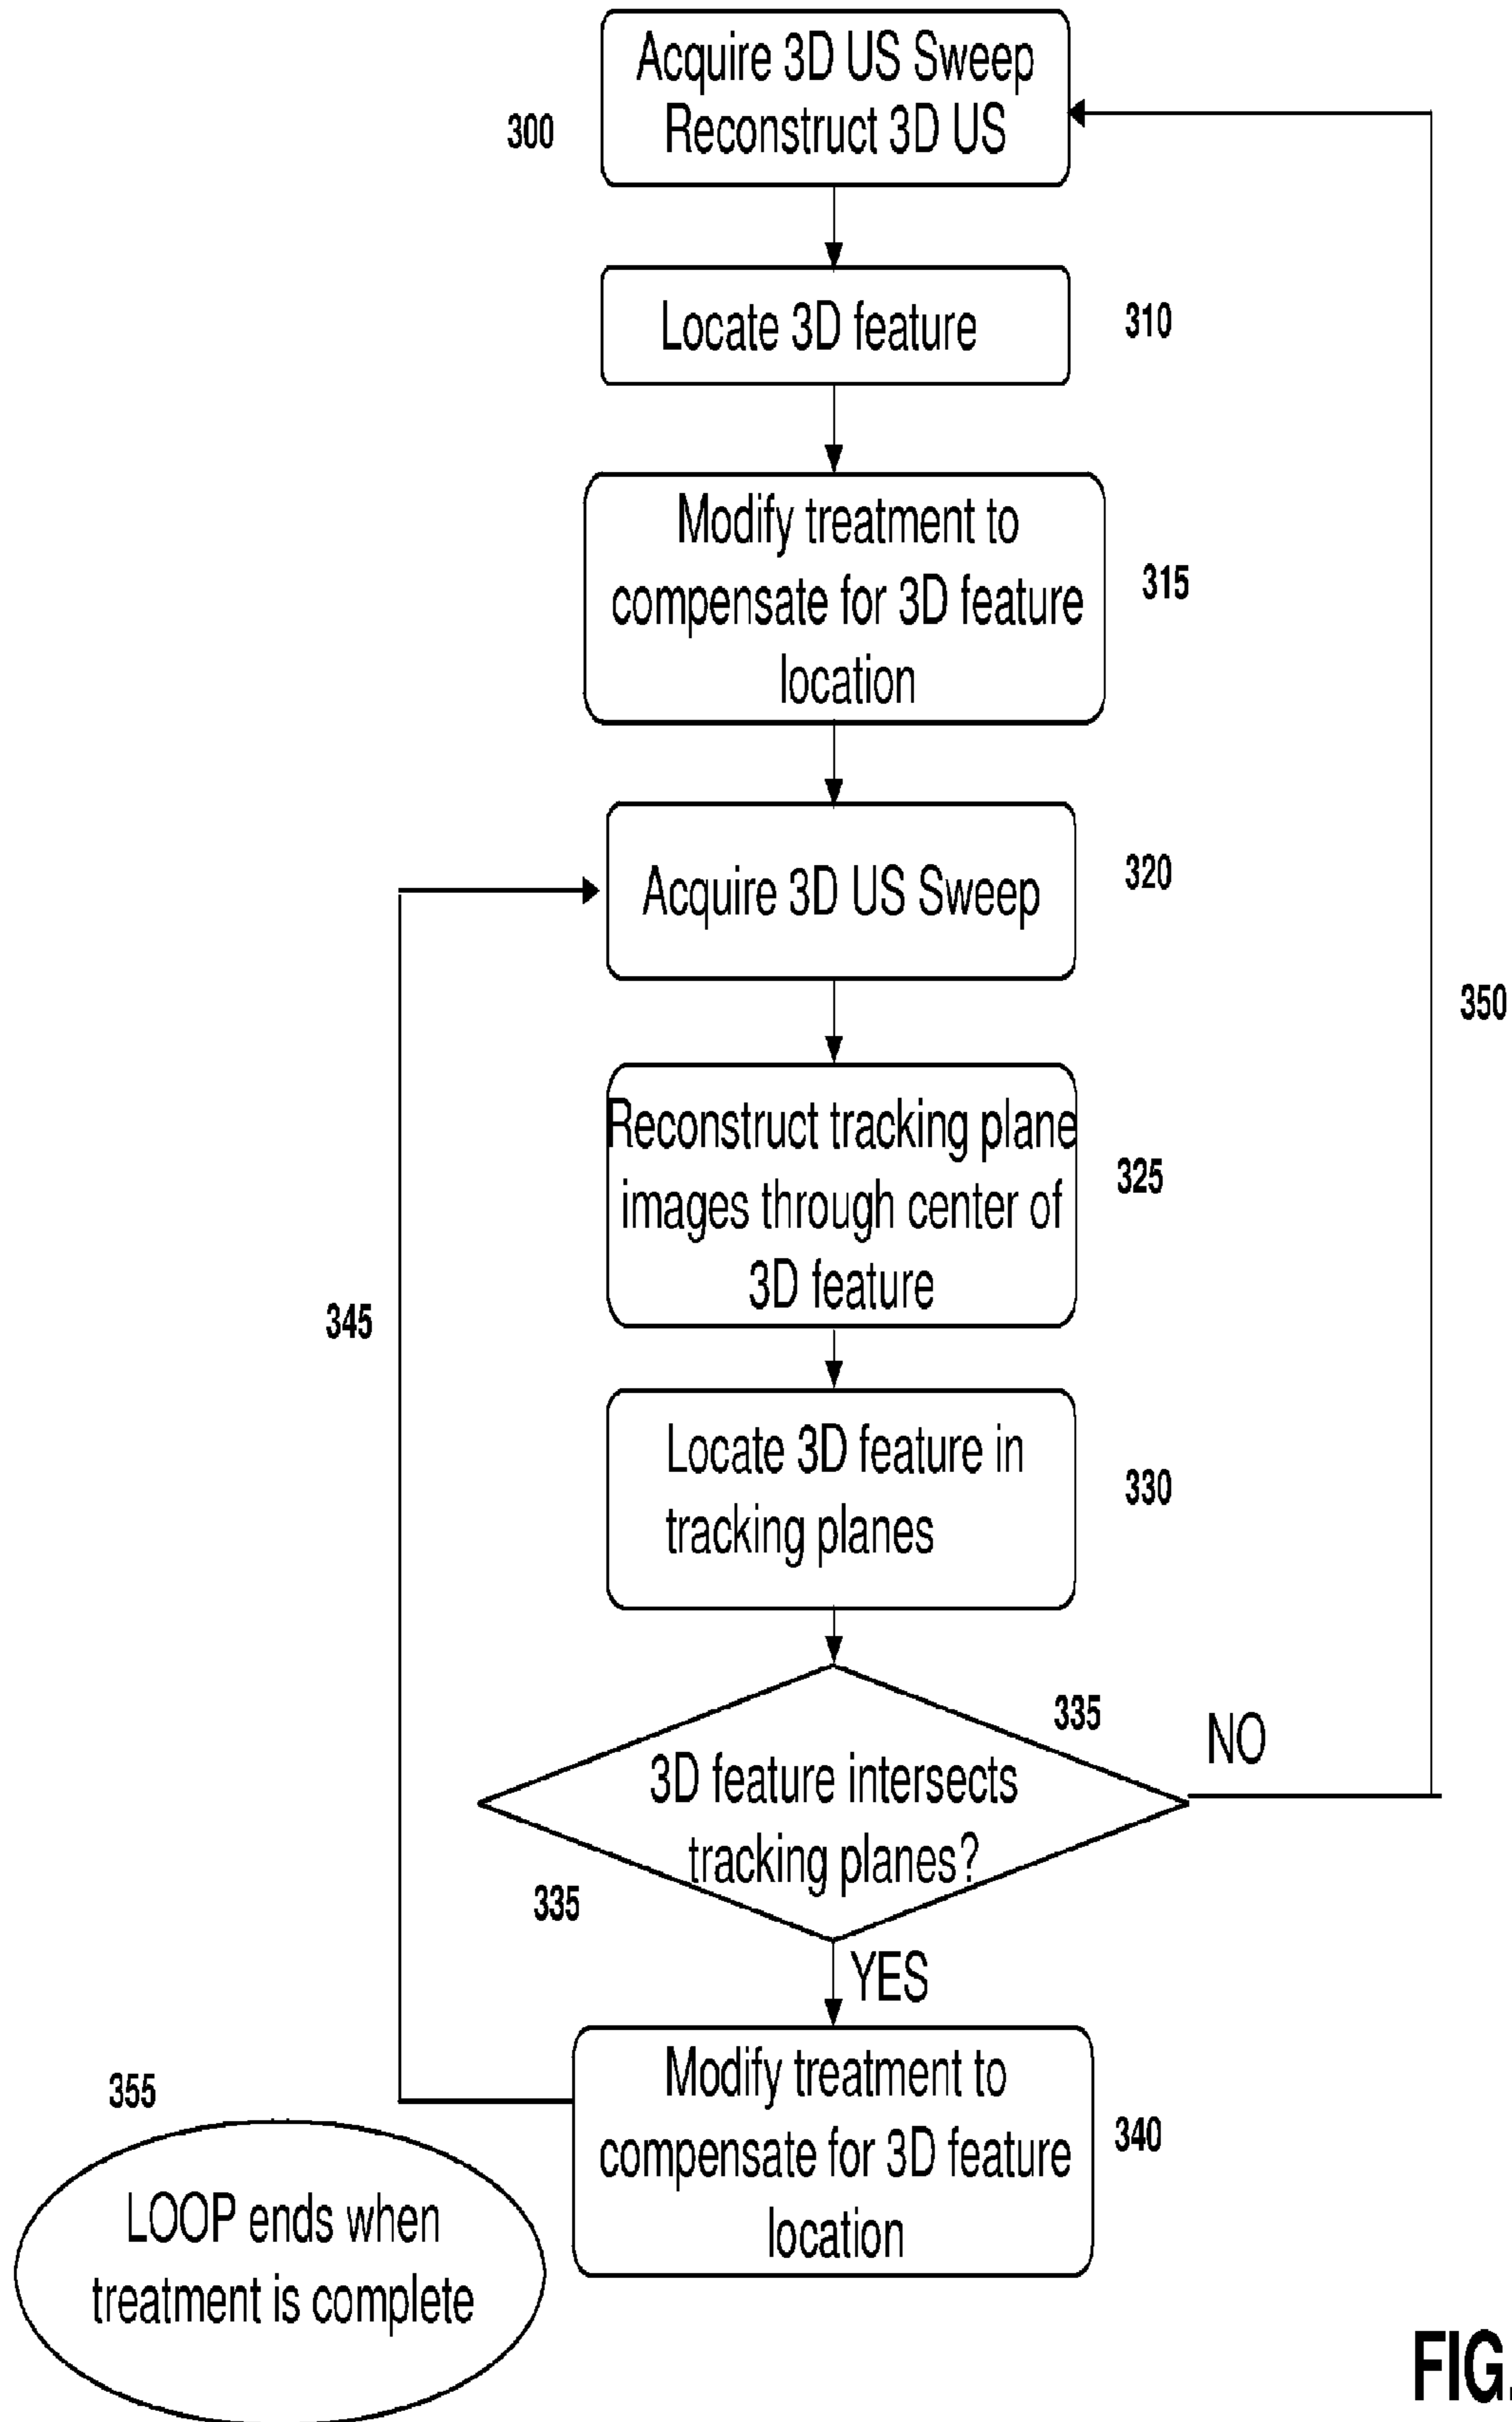 Acquire 3D US Sweep
Reconstruct 3D US
300
Locate 3D feature
310
Modify treatment to
compensate for 3D feature
location
315
Acquire 3D US Sweep
320
350
Reconstruct tracking plane
images through center of
3D feature
325
345
Locate 3D feature in
tracking planes
330
335
NO
3D feature intersects
tracking planes?
335
YES
355
Modify treatment to
compensate for 3D feature
location
340
LOOP ends when
treatment is complete
FIG.